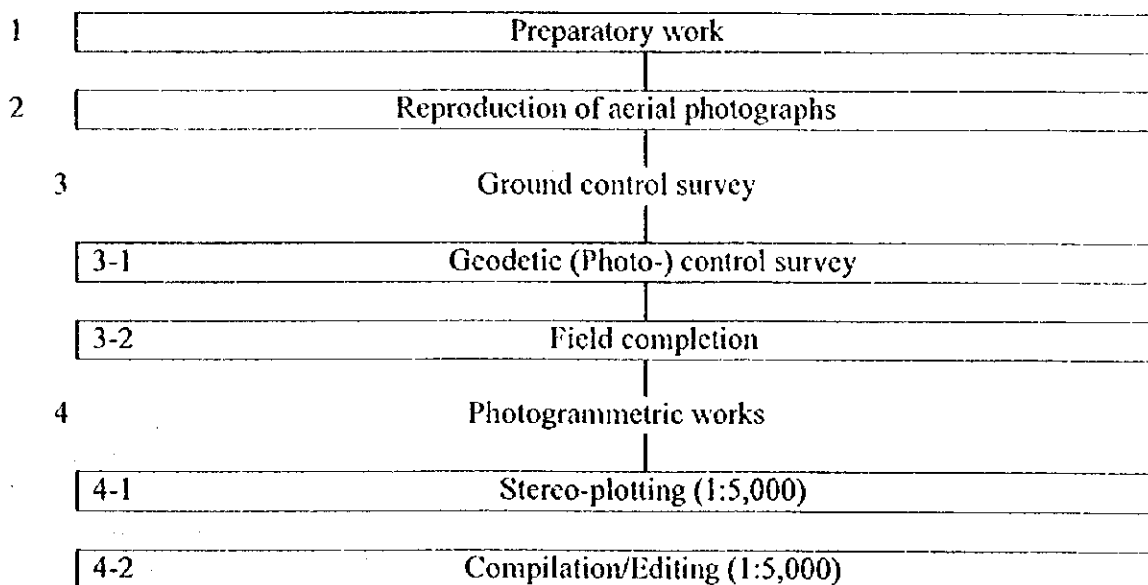 1 Preparatory work
2 Reproduction of aerial photographs
3 Ground control survey
3-1 Geodetic (Photo-) control survey
3-2 Field completion
4 Photogrammetric works
4-1 Stereo-plotting (1:5,000)
4-2 Compilation/Editing (1:5,000)